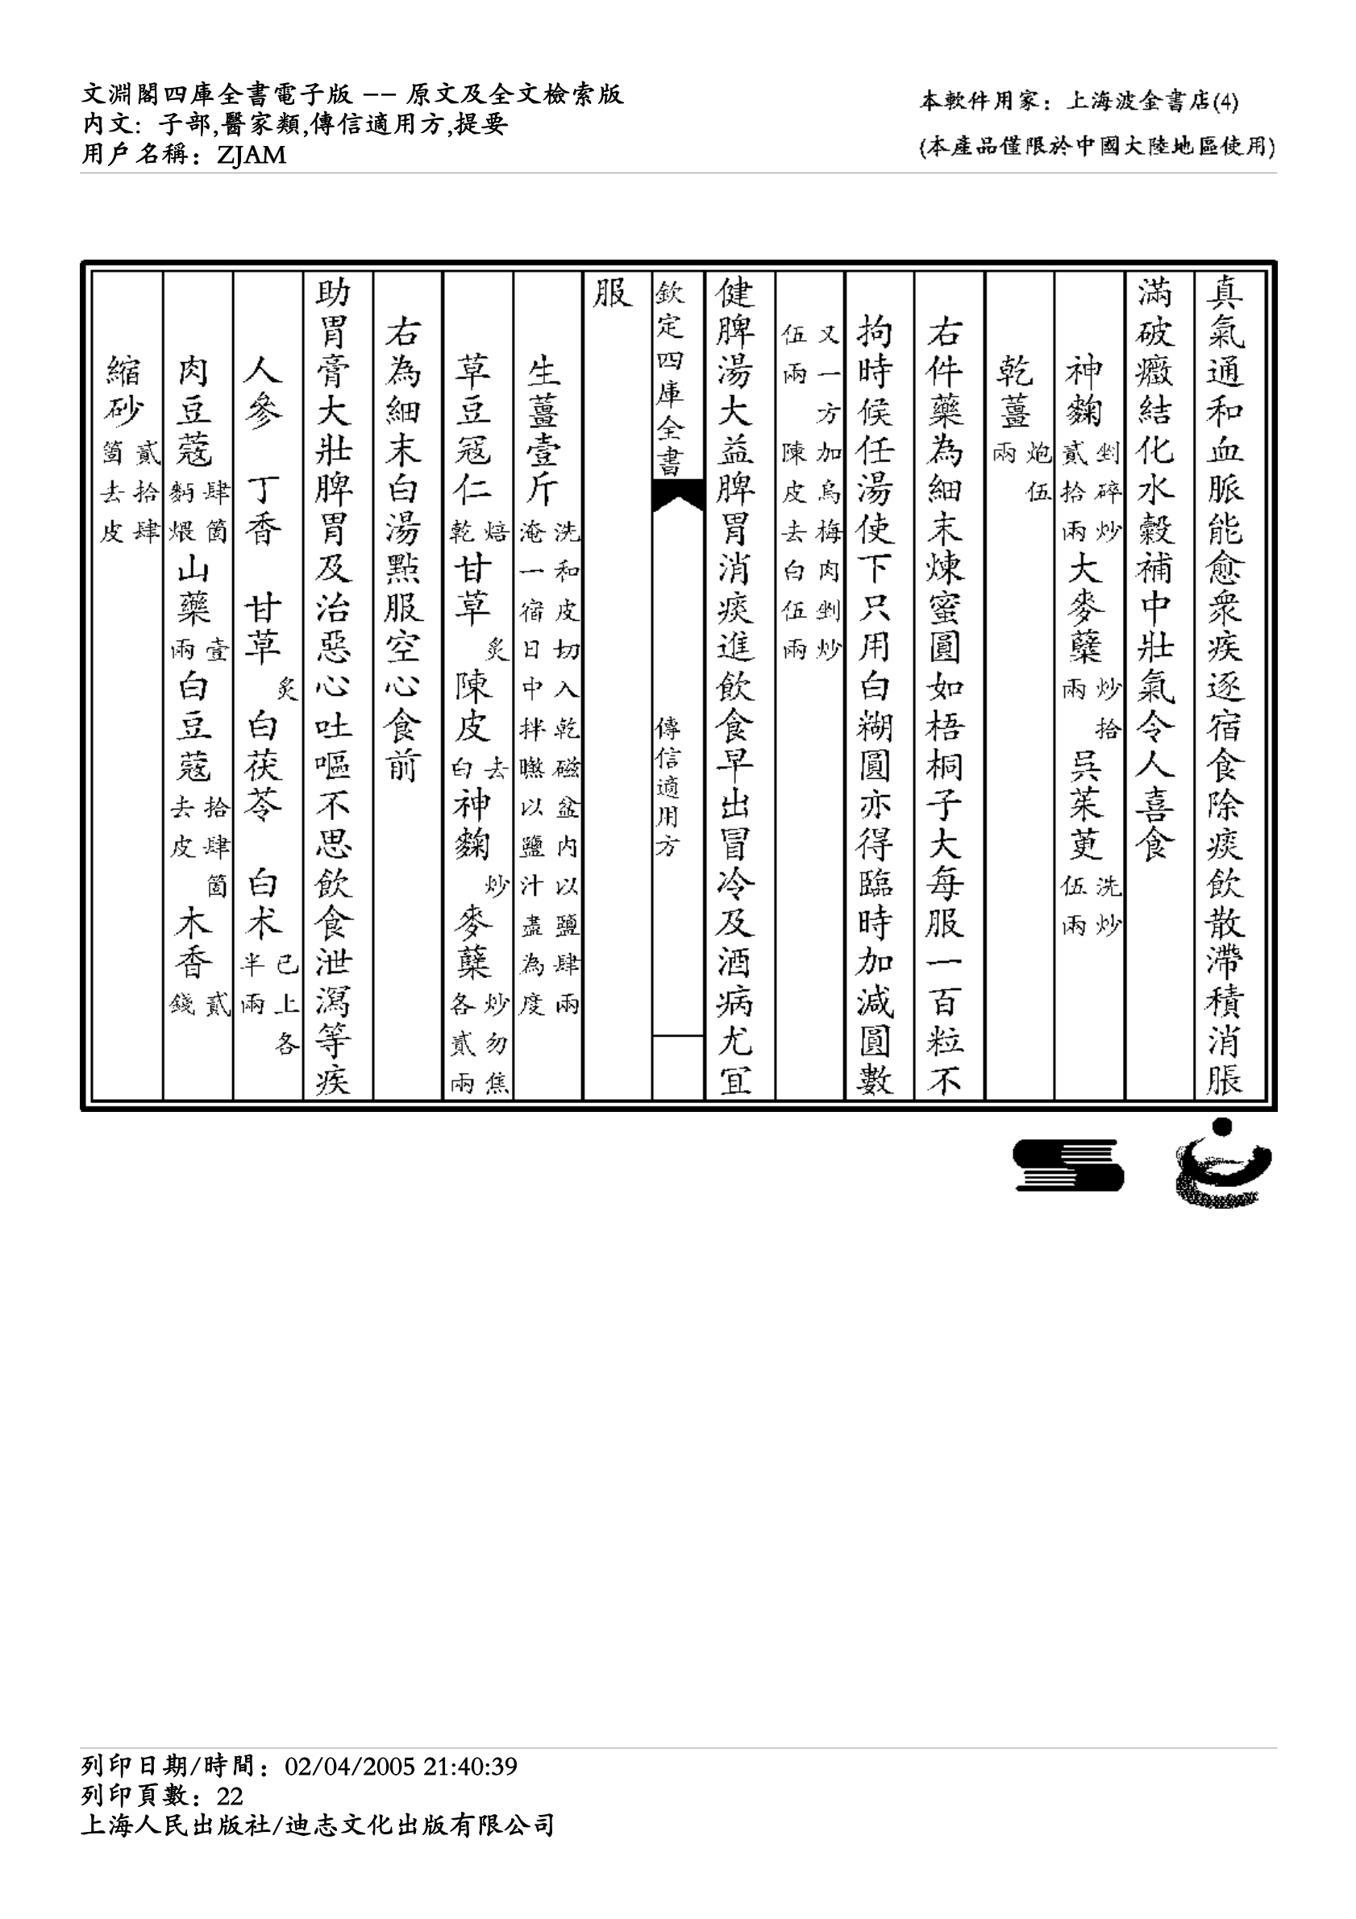 文淵閣四庫全書電子版 -- 原文及全文檢索版
内文: 子部,醫家類,傳信適用方,提要
用戶名稱: ZJAM
本軟件用家: 上海波金書店(4)
(本產品僅限於中國大陸地區使用)
真氣通和血脈能愈衆疾逐宿食除痰飲散滯積消脹
滿破癥結化水穀補中壯氣令人喜食
神麴剉碎炒貳拾兩大麥糵炒拾兩吳茱萸洗炒伍兩
乾薑炮伍兩
右件藥為細末煉蜜圓如梧桐子大每服一百粒不
拘時候任湯使下只用白糊圓亦得臨時加減圓數
又一方加烏梅肉剉炒伍兩陳皮去白伍兩
健脾湯大益脾胃消痰進飲食早出冒冷及酒病尤冝
欽定四庫全書
傳信適用方
服
生薑壹斤洗和皮切入乾磁盆内以鹽肆兩淹一宿日中拌㬠以鹽汁盡為度
草豆蔻仁焙乾甘草炙陳皮去白神麴炒麥糵炒勿焦各貳兩
右為細末白湯㸃服空心食前
助胃膏大壯脾胃及治惡心吐嘔不思飲食泄瀉等疾
人參 丁香 甘草炙白茯苓 白术已上各半兩
肉豆蔻肆箇麪煨山藥壹兩白豆蔻拾肆箇去皮木香貳錢
縮砂貳拾肆箇去皮
列印日期/時間: 02/04/2005 21:40:39
列印頁數: 22
上海人民出版社/迪志文化出版有限公司